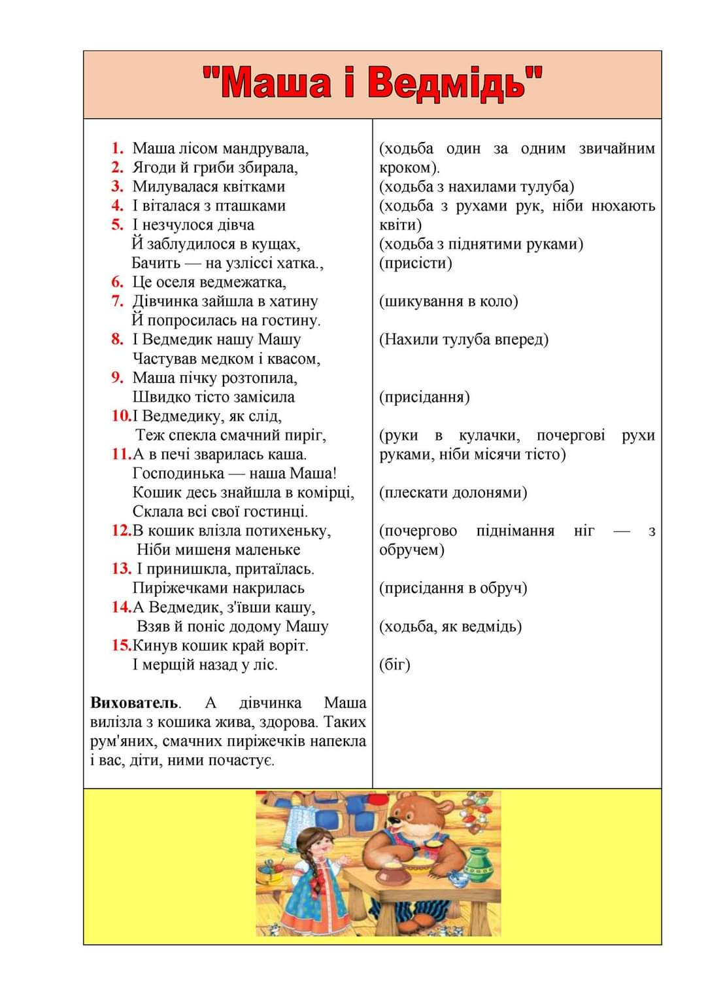 "Маша і Ведмідь"
1. Маша лісом мандрувала,
2. Ягоди й гриби збирала,
3. Милувалася квітками
4. І віталася з пташками
5. І незчулося дівча
Й заблудилося в кущах,
Бачить — на узліссі хатка.,
6. Це оселя ведмежатка,
7. Дівчинка зайшла в хатину
Й попросилась на гостину.
8. І Ведмедик нашу Машу
Частував медком і квасом,
9. Маша пічку розтопила,
Швидко тісто замісила
10.І Ведмедику, як слід,
Теж спекла смачний пиріг,
11.А в печі зварилась каша.
Господинька — наша Маша!
Кошик десь знайшла в комірці,
Склала всі свої гостинці.
12.В кошик влізла потихеньку,
Ніби мишеня маленьке
13. І принишкла, притаїлась.
Пиріжечками накрилась
14.А Ведмедик, з'ївши кашу,
Взяв й поніс додому Машу
15.Кинув кошик край воріт.
І мерщій назад у ліс.
Вихователь. А дівчинка Маша
вилізла з кошика жива, здорова. Таких
рум'яних, смачних пиріжечків напекла
і вас, діти, ними почастує.
(ходьба один за одним звичайним
кроком).
(ходьба з нахилами тулуба)
(ходьба з рухами рук, ніби нюхають
квіти)
(ходьба з піднятими руками)
(присісти)
(шикування в коло)
(Нахили тулуба вперед)
(присідання)
(руки в кулачки, почергові рухи
руками, ніби місячи тісто)
(плескати долонями)
(почергово піднімання ніг — з
обручем)
(присідання в обруч)
(ходьба, як ведмідь)
(біг)